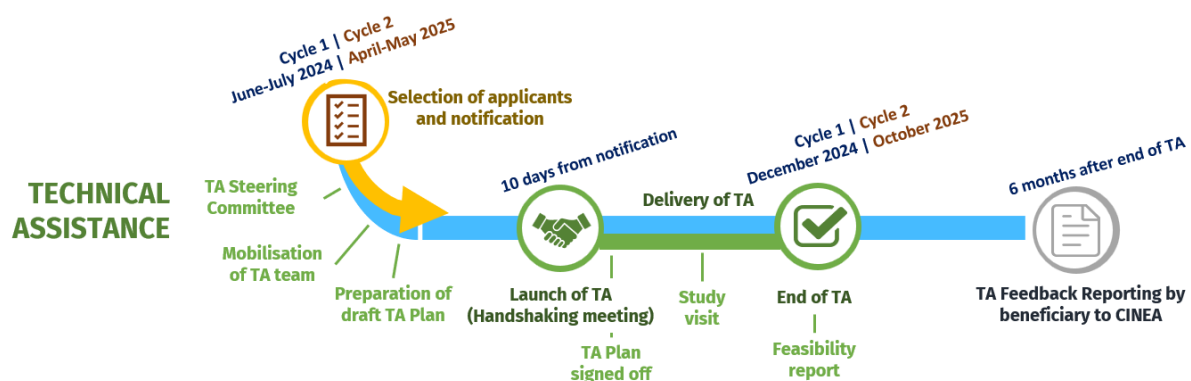 Cycle 1 | Cycle 2
June-July 2024 | April-May 2025
Selection of applicants
and notification
TECHNICAL
ASSISTANCE
TA Steering
Committee
Mobilisation
of TA team
Preparation of
draft TA Plan
10 days from notification
Launch of TA
(Handshaking meeting)
TA Plan
signed off
Delivery of TA
Study
visit
Cycle 1 | Cycle 2
December 2024 | October 2025
End of TA
Feasibility
report
6 months after end of TA
TA Feedback Reporting by
beneficiary to CINEA